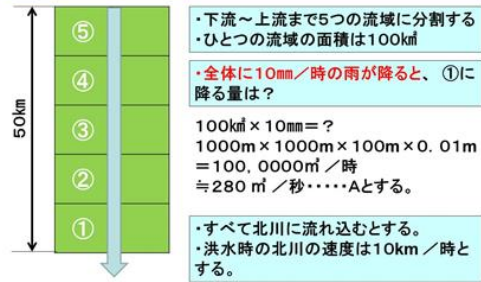 50km
⑤
④
③
②
①
・下流～上流まで5つの流域に分割する
・ひとつの流域の面積は100k㎡
・全体に10mm／時の雨が降ると、 ①に
降る量は？
100k㎡×10mm＝？
1000m×1000m×100m×0. 01m
＝100, 0000㎥／時
≒280 ㎥ ／秒・・・・・Aとする。
・すべて北川に流れ込むとする。
・洪水時の北川の速度は10km ／時と
する。